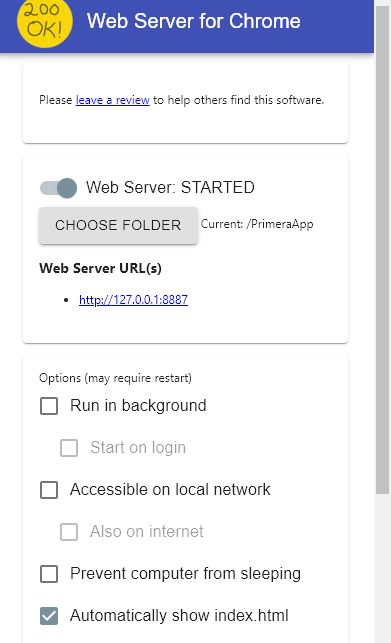 200
OK!
Web Server for Chrome
Please leave a review to help others find this software.
Web Server: STARTED
CHOOSE FOLDER Current: /PrimeraApp
Web Server URL(s)
• http://127.0.0.1:8887
Options (may require restart)
Run in background
Start on login
Accessible on local network
Also on internet
Prevent computer from sleeping
Automatically show index.html